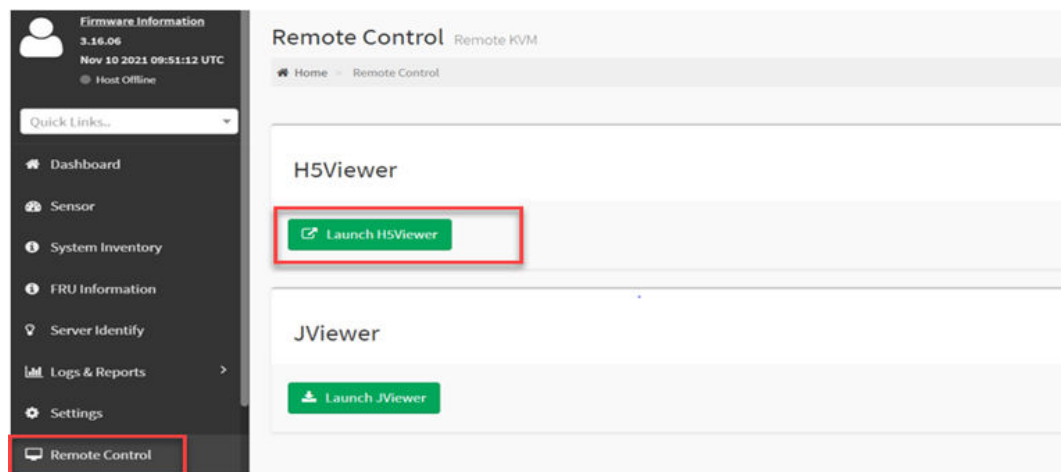 Firmware Information
3.16.06
Nov 10 2021 09:51:12 UTC
Host Offline
Quick Links..
Dashboard
Sensor
System Inventory
FRU Information
Server Identify
Logs & Reports
Settings
Remote Control
Remote Control Remote KVM
Home > Remote Control
H5Viewer
Launch H5Viewer
JViewer
Launch JViewer